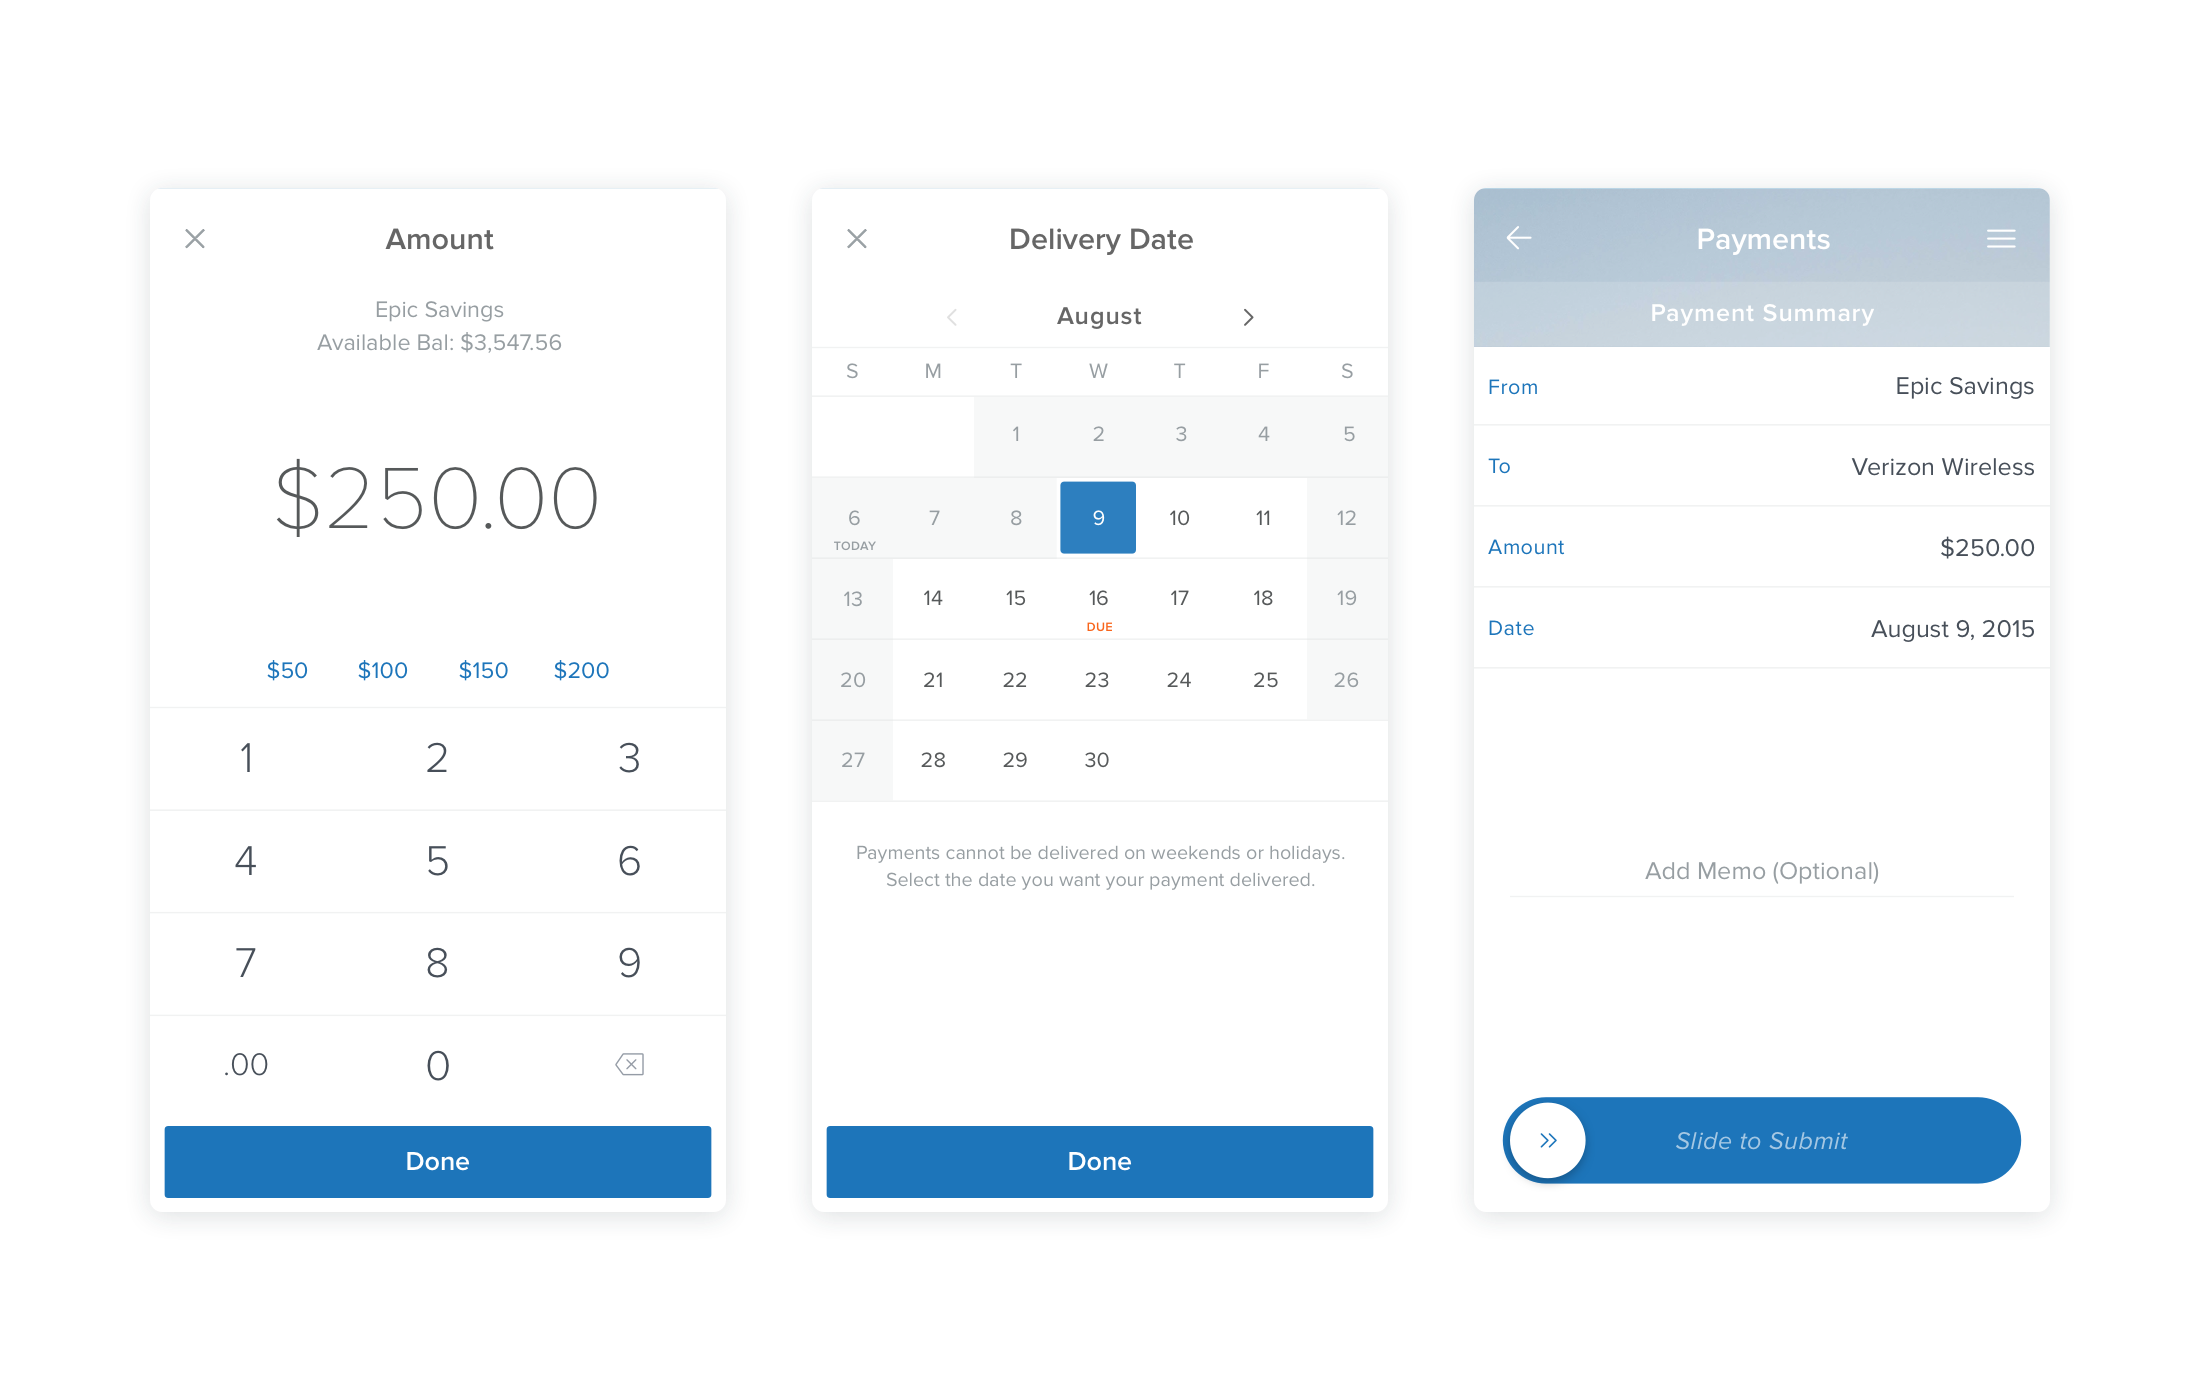 Amount
Epic Savings
Available Bal: $3,547.56
$250.00
$50 $100 $150 $200
1 2 3
4 5 6
7 8 9
.00 0
Done
Delivery Date
August
S M T W T F S
1 2 3 4 5
6 7 8 9 10 11 12
TODAY
13 14 15 16 17 18 19
DUE
20 21 22 23 24 25 26
27 28 29 30
Payments cannot be delivered on weekends or holidays.
Select the date you want your payment delivered.
Done
Payments
Payment Summary
From Epic Savings
To Verizon Wireless
Amount $250.00
Date August 9, 2015
Add Memo (Optional)
Slide to Submit